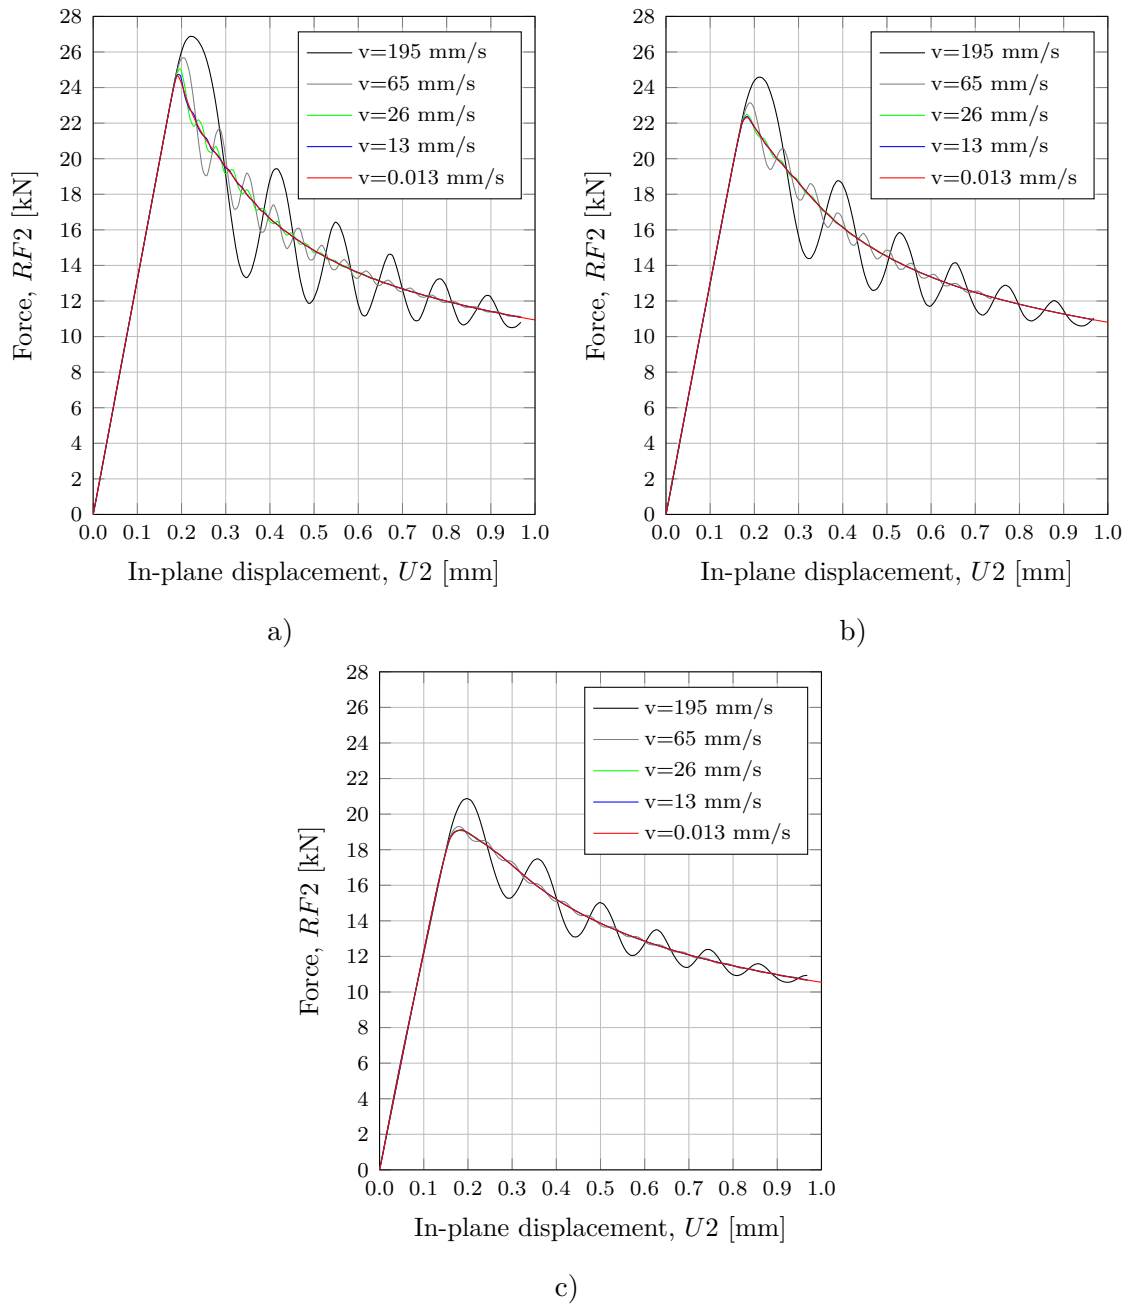 28
26
24
22
20
18
16
14
12
10
8
6
4
2
0
0.0 0.1 0.2 0.3 0.4 0.5 0.6 0.7 0.8 0.9 1.0
Force, RF2 [kN]
In-plane displacement, U2 [mm]
v=195 mm/s
v=65 mm/s
v=26 mm/s
v=13 mm/s
v=0.013 mm/s
a)
28
26
24
22
20
18
16
14
12
10
8
6
4
2
0
0.0 0.1 0.2 0.3 0.4 0.5 0.6 0.7 0.8 0.9 1.0
Force, RF2 [kN]
In-plane displacement, U2 [mm]
v=195 mm/s
v=65 mm/s
v=26 mm/s
v=13 mm/s
v=0.013 mm/s
b)
28
26
24
22
20
18
16
14
12
10
8
6
4
2
0
0.0 0.1 0.2 0.3 0.4 0.5 0.6 0.7 0.8 0.9 1.0
Force, RF2 [kN]
In-plane displacement, U2 [mm]
v=195 mm/s
v=65 mm/s
v=26 mm/s
v=13 mm/s
v=0.013 mm/s
c)